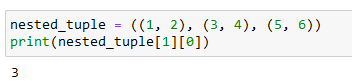 nested_tuple = ((1, 2), (3, 4), (5, 6))
print(nested_tuple[1][0])
3